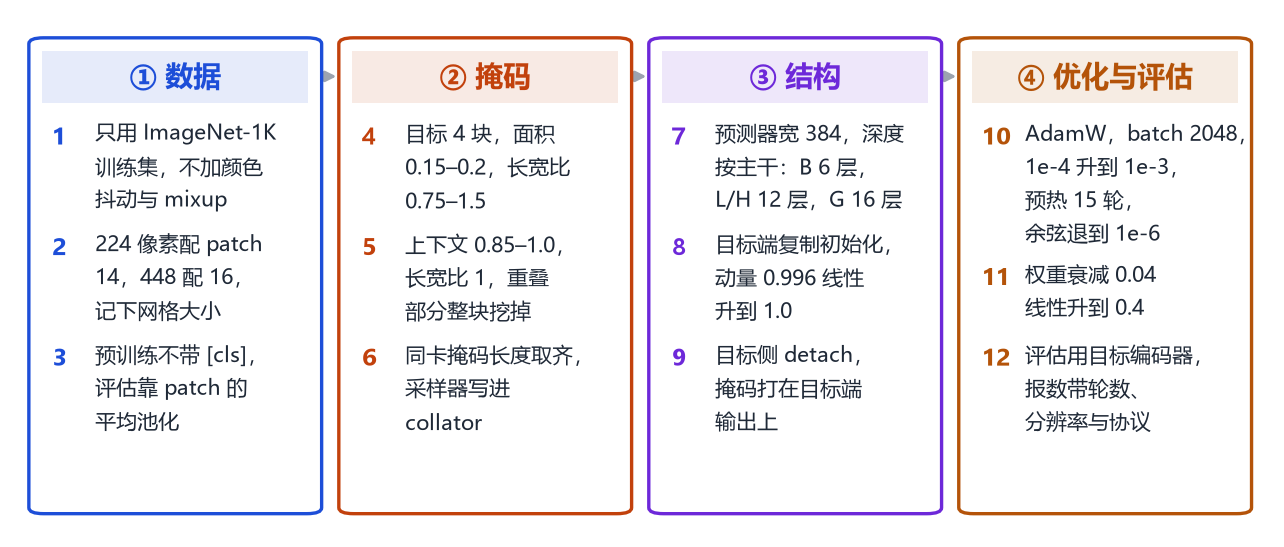 ① 数据
1 只用 ImageNet-1K
训练集，不加颜色
抖动与 mixup
2 224 像素配 patch
14，448 配 16，
记下网格大小
3 预训练不带 [cls]，
评估靠 patch 的
平均池化
② 掩码
4 目标 4 块，面积
0.15–0.2，长宽比
0.75–1.5
5 上下文 0.85–1.0，
长宽比 1，重叠
部分整块挖掉
6 同卡掩码长度取齐，
采样器写进
collator
③ 结构
7 预测器宽 384，深度
按主干：B 6 层，
L/H 12 层，G 16 层
8 目标端复制初始化，
动量 0.996 线性
升到 1.0
9 目标侧 detach，
掩码打在目标端
输出上
④ 优化与评估
10 AdamW，batch 2048，
1e-4 升到 1e-3，
预热 15 轮，
余弦退到 1e-6
11 权重衰减 0.04
线性升到 0.4
12 评估用目标编码器，
报数带轮数、
分辨率与协议